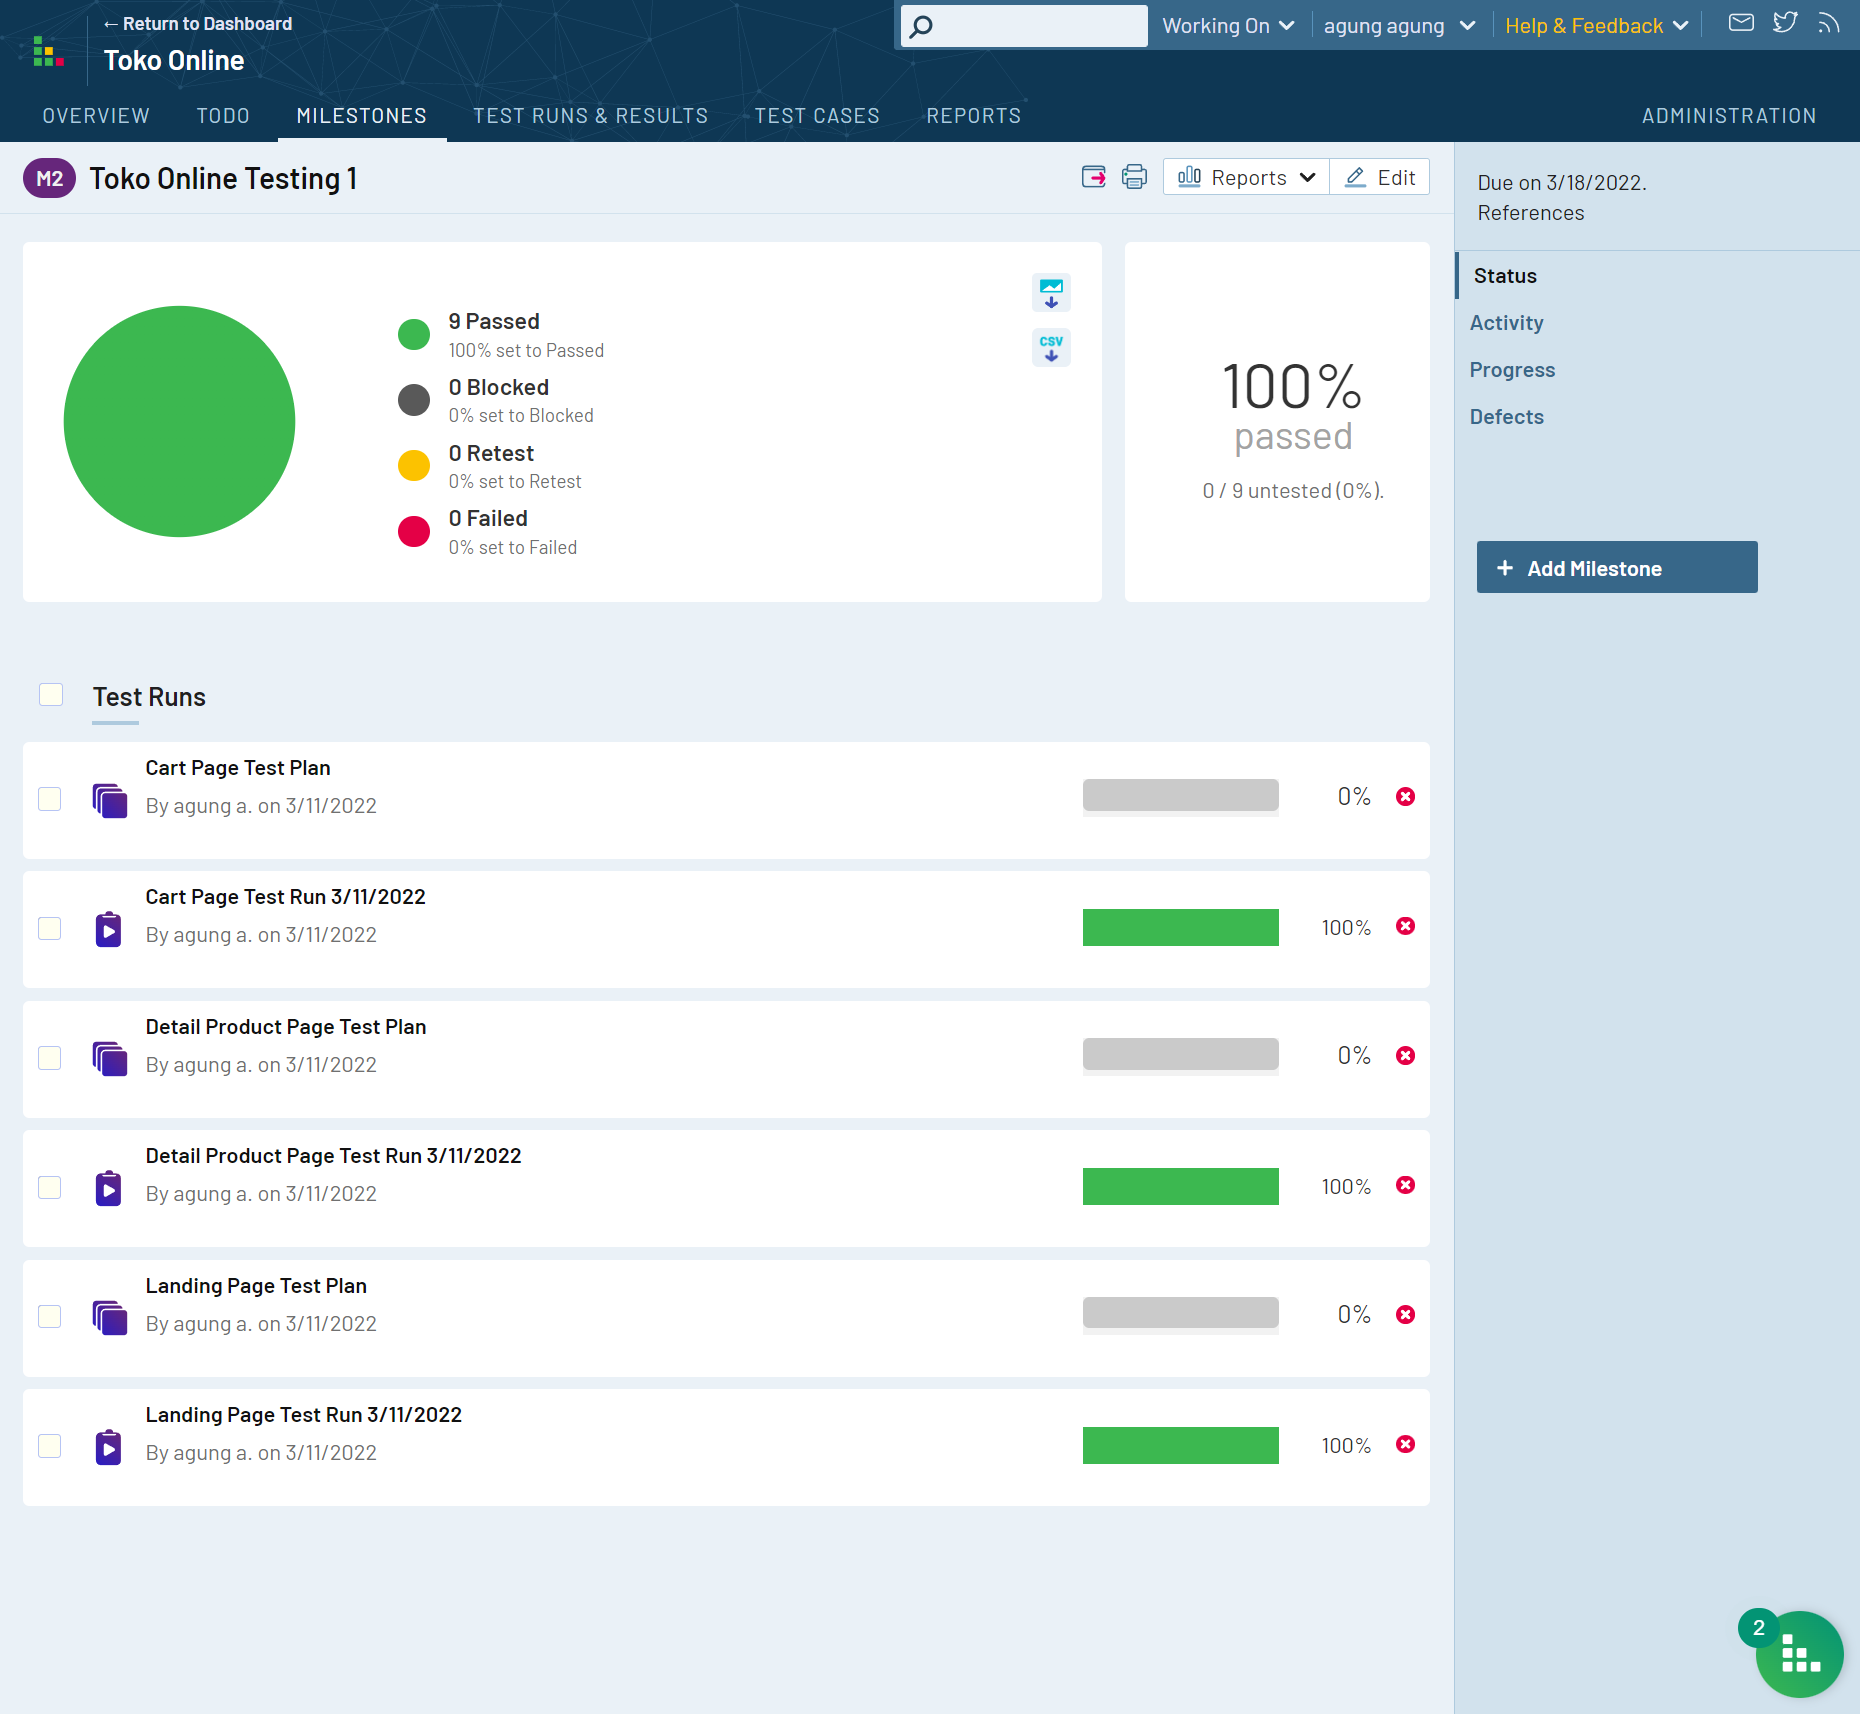 ← Return to Dashboard
Toko Online
Working On
agung agung
Help & Feedback
OVERVIEW TODO MILESTONES TEST RUNS & RESULTS TEST CASES REPORTS ADMINISTRATION
M2 Toko Online Testing 1
Reports
Edit
Due on 3/18/2022.
References
Status
Activity
Progress
Defects
+ Add Milestone
9 Passed
100% set to Passed
0 Blocked
0% set to Blocked
0 Retest
0% set to Retest
0 Failed
0% set to Failed
CSV
100%
passed
0 / 9 untested (0%).
Test Runs
Cart Page Test Plan
By agung a. on 3/11/2022
0%
Cart Page Test Run 3/11/2022
By agung a. on 3/11/2022
100%
Detail Product Page Test Plan
By agung a. on 3/11/2022
0%
Detail Product Page Test Run 3/11/2022
By agung a. on 3/11/2022
100%
Landing Page Test Plan
By agung a. on 3/11/2022
0%
Landing Page Test Run 3/11/2022
By agung a. on 3/11/2022
100%
2